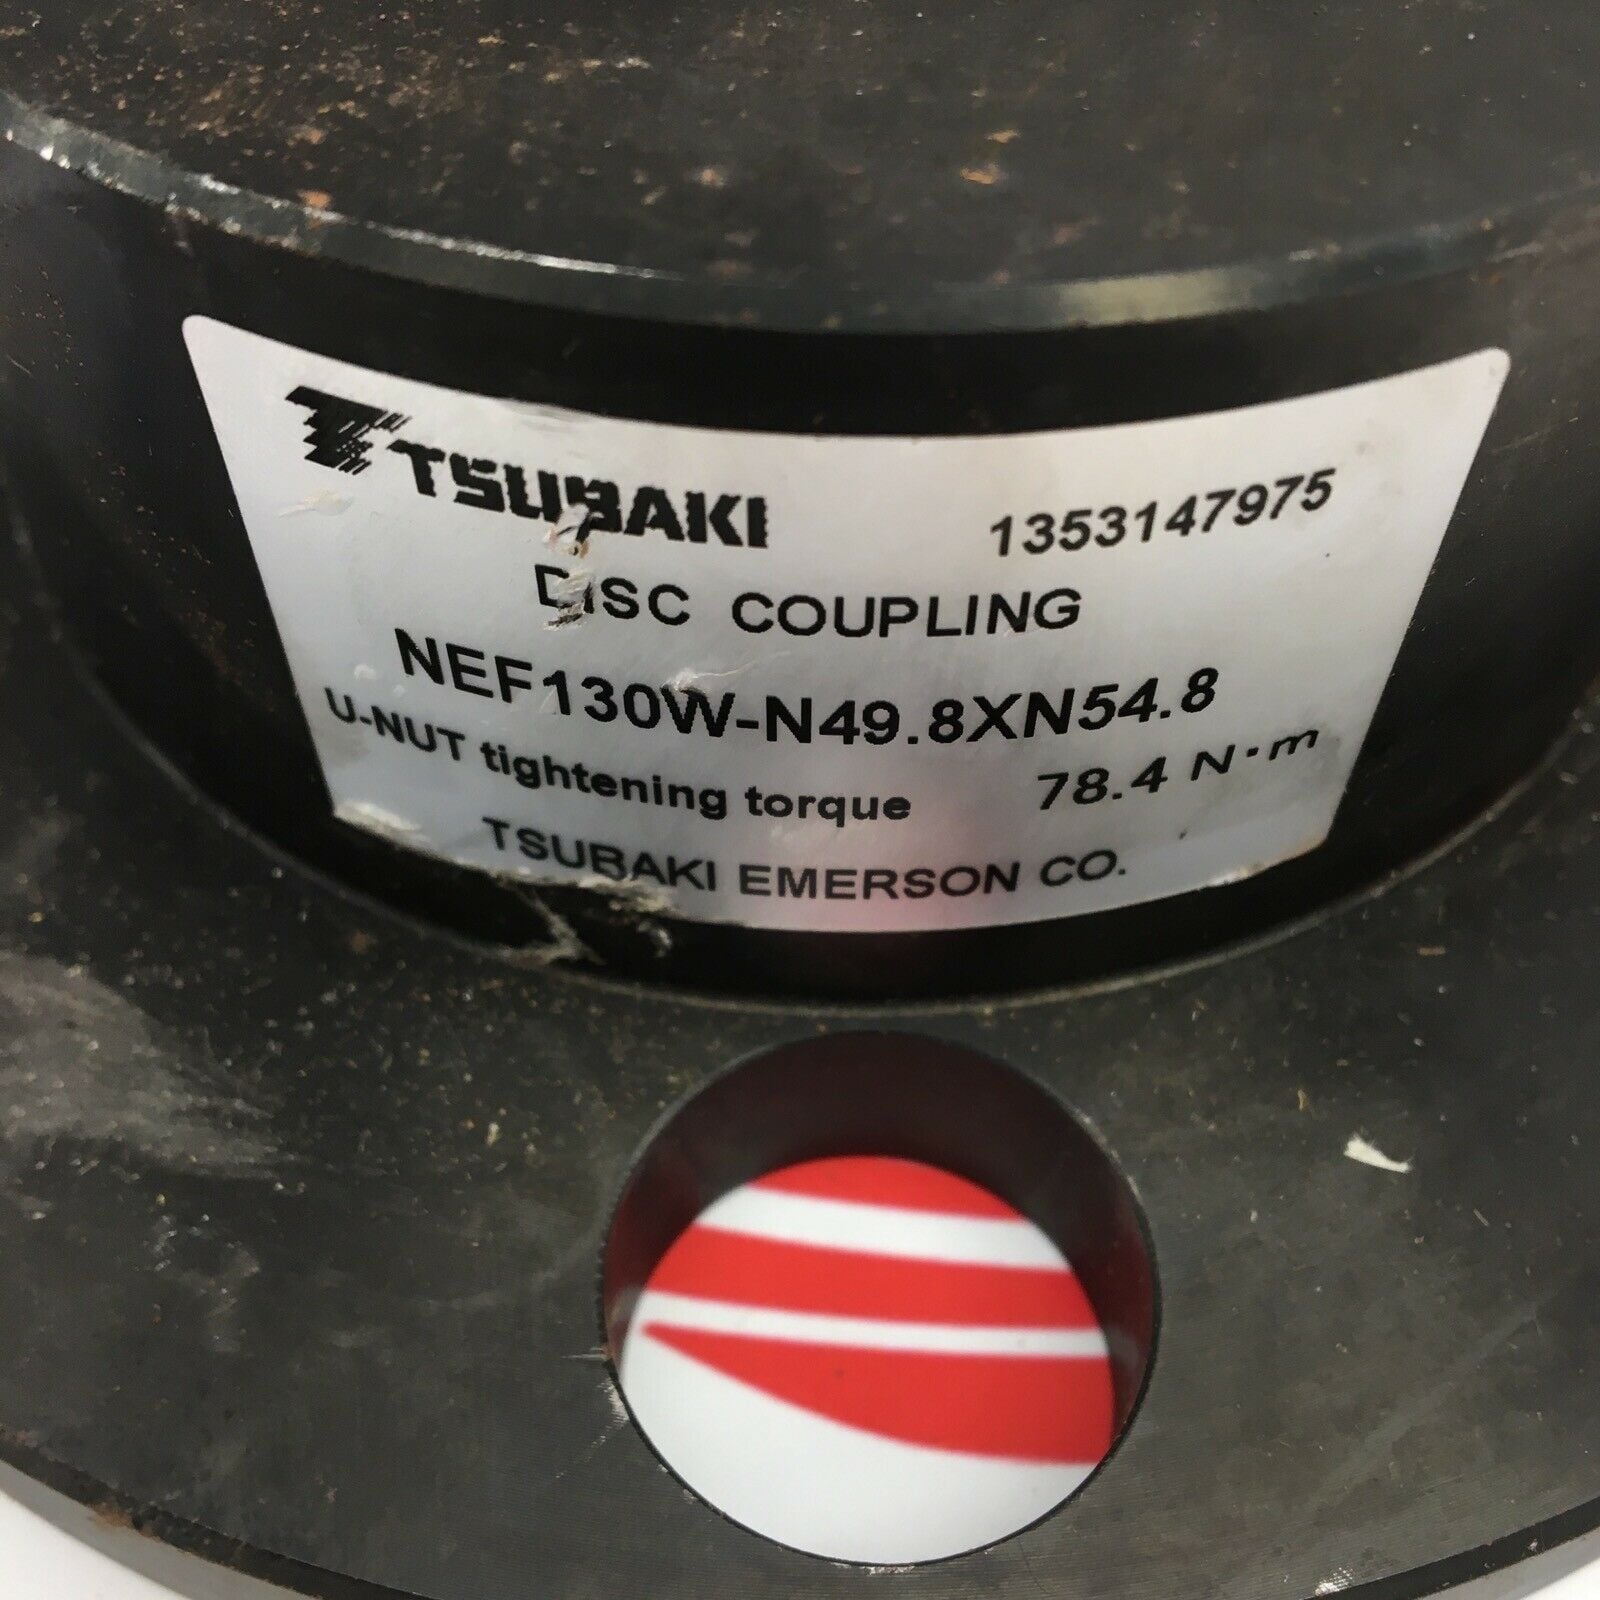 TSUBAKI 1353147975
DISC COUPLING
NEF130W-N49.8XN54.8
U-NUT tightening torque 78.4 N·m
TSUBAKI EMERSON CO.